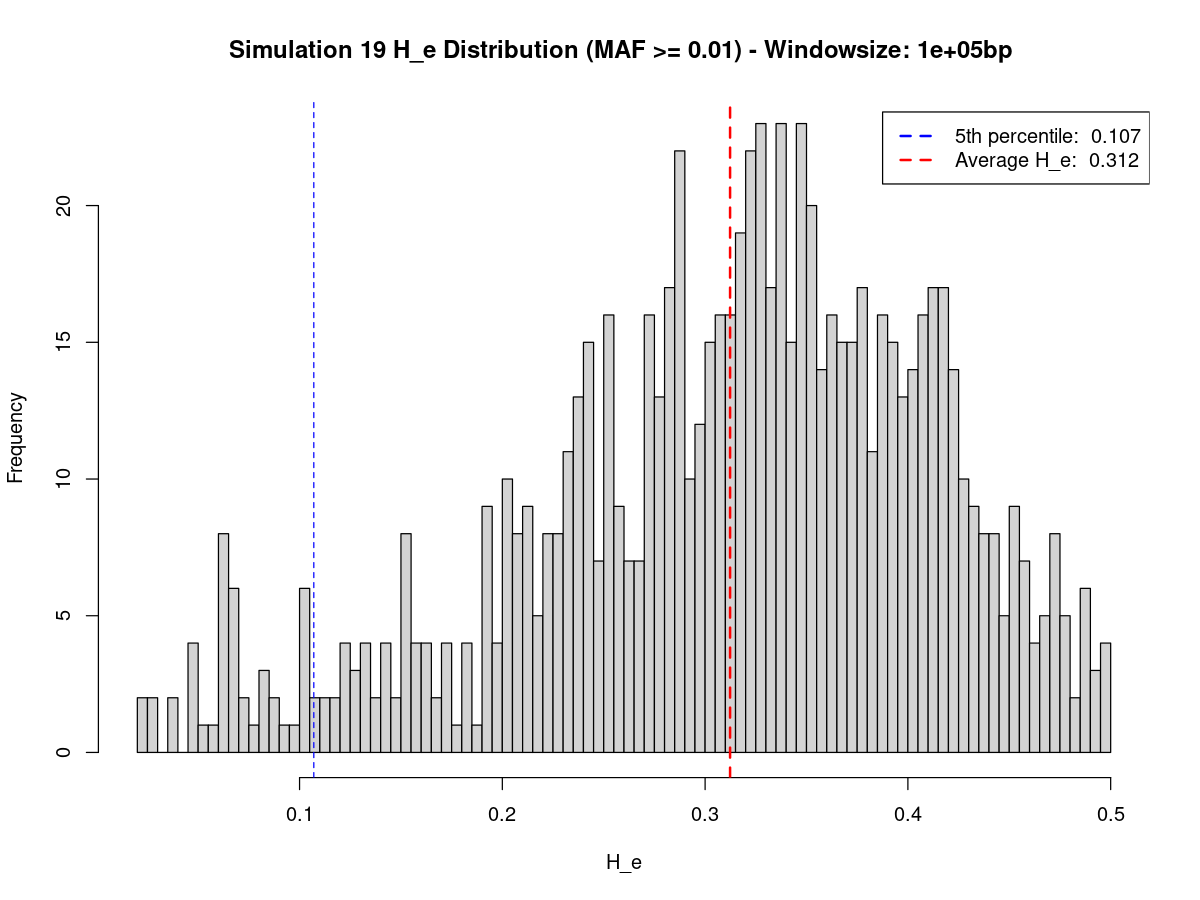 Simulation 19 H_e Distribution (MAF >= 0.01) - Windowsize: 1e+05bp
5th percentile:  0.107
Average H_e:  0.312
Frequency
20
15
10
5
0
0.1 0.2 0.3 0.4 0.5
H_e